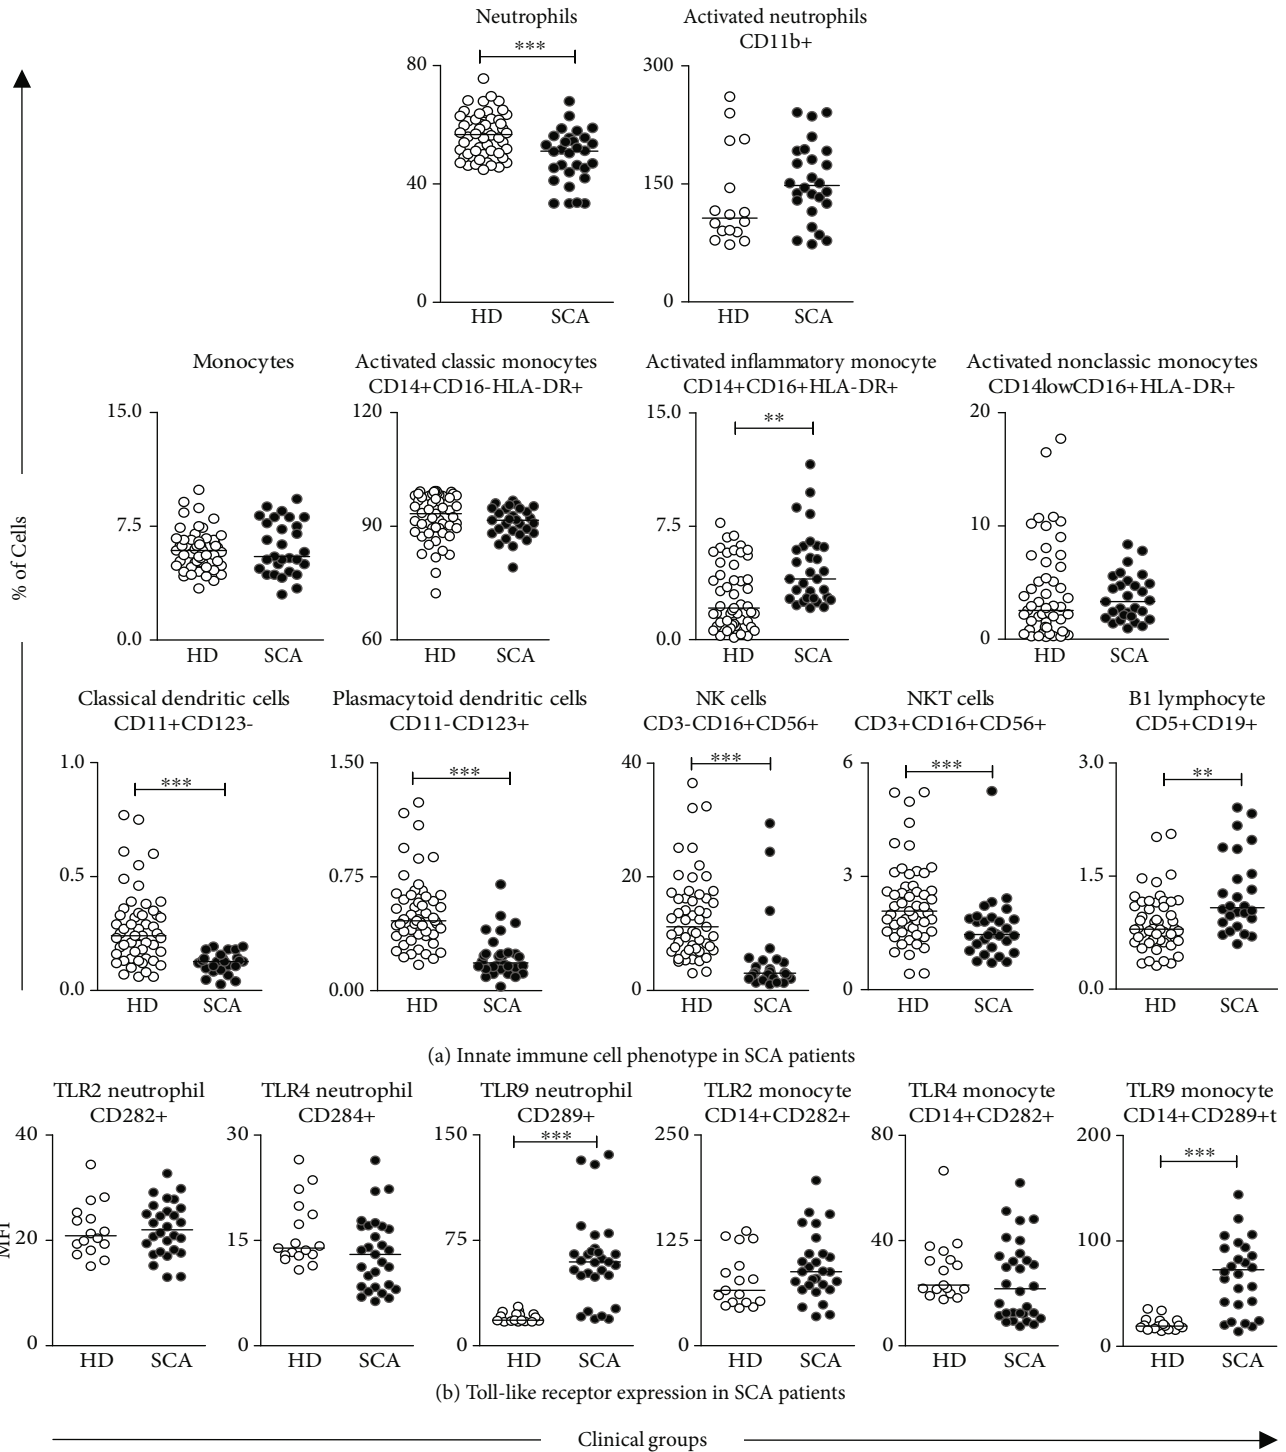 Neutrophils
***
80
40
0
HD SCA
Activated neutrophils
CD11b+
300
150
0
HD SCA
% of Cells
Monocytes
15.0
7.5
0.0
HD SCA
Activated classic monocytes
CD14+CD16-HLA-DR+
120
90
60
HD SCA
Activated inflammatory monocyte
CD14+CD16+HLA-DR+
15.0
**
7.5
0.0
HD SCA
Activated nonclassic monocytes
CD14lowCD16+HLA-DR+
20
10
0
HD SCA
Classical dendritic cells
CD11+CD123-
1.0
***
0.5
0.0
HD SCA
Plasmacytoid dendritic cells
CD11-CD123+
1.50
***
0.75
0.00
HD SCA
NK cells
CD3-CD16+CD56+
40
***
20
0
HD SCA
NKT cells
CD3+CD16+CD56+
6
***
3
0
HD SCA
B1 lymphocyte
CD5+CD19+
3.0
**
1.5
0.0
HD SCA
(a) Innate immune cell phenotype in SCA patients
TLR2 neutrophil
CD282+
40
20
0
MFI
HD SCA
TLR4 neutrophil
CD284+
30
15
0
HD SCA
TLR9 neutrophil
CD289+
150
***
75
0
HD SCA
TLR2 monocyte
CD14+CD282+
250
125
0
HD SCA
TLR4 monocyte
CD14+CD282+
80
40
0
HD SCA
TLR9 monocyte
CD14+CD289+t
200
***
100
0
HD SCA
(b) Toll-like receptor expression in SCA patients
Clinical groups